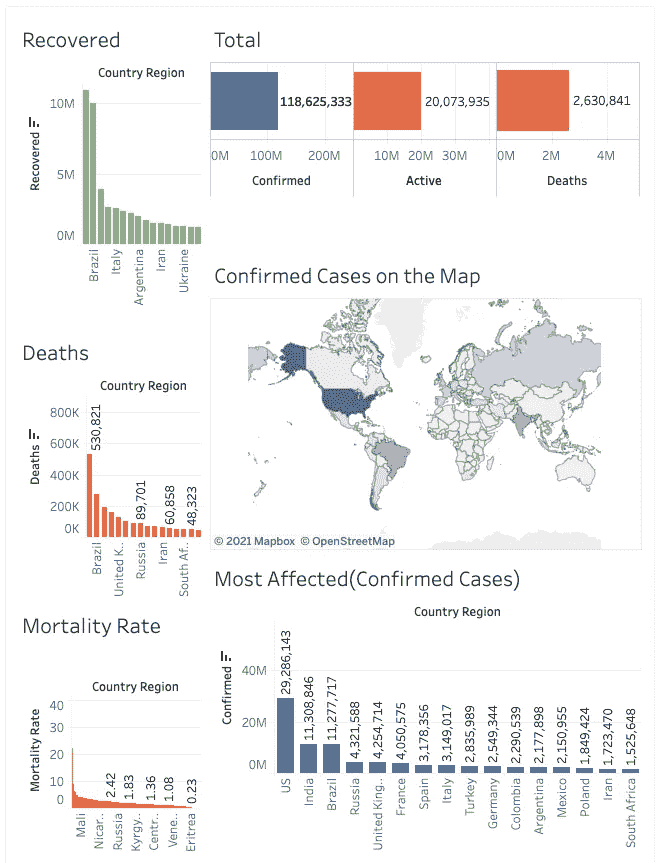 Recovered
Country Region
Recovered
10M
5M
0M
Brazil
Italy
Argentina
Iran
Ukraine
Total
118,625,333
20,073,935
2,630,841
0M 100M 200M
10M 20M 30M
0M 2M 4M
Confirmed
Active
Deaths
Confirmed Cases on the Map
© 2021 Mapbox © OpenStreetMap
Deaths
Country Region
Deaths
800K
600K
400K
200K
0K
530,821
89,701
60,858
48,323
Brazil
United K..
Russia
Iran
South Af..
Mortality Rate
Country Region
Mortality Rate
40
30
20
10
0
2.42
1.83
1.36
1.08
0.23
Mali
Nicar..
Russia
Kyrgy..
Centr..
Vene..
Eritrea
Most Affected(Confirmed Cases)
Country Region
Confirmed
40M
20M
0M
29,286,143
11,308,846
11,277,717
4,321,588
4,254,714
4,050,575
3,178,356
3,149,017
2,835,989
2,549,344
2,290,539
2,177,898
2,150,955
1,849,424
1,723,470
1,525,648
US
India
Brazil
Russia
United King..
France
Spain
Italy
Turkey
Germany
Colombia
Argentina
Mexico
Poland
Iran
South Africa